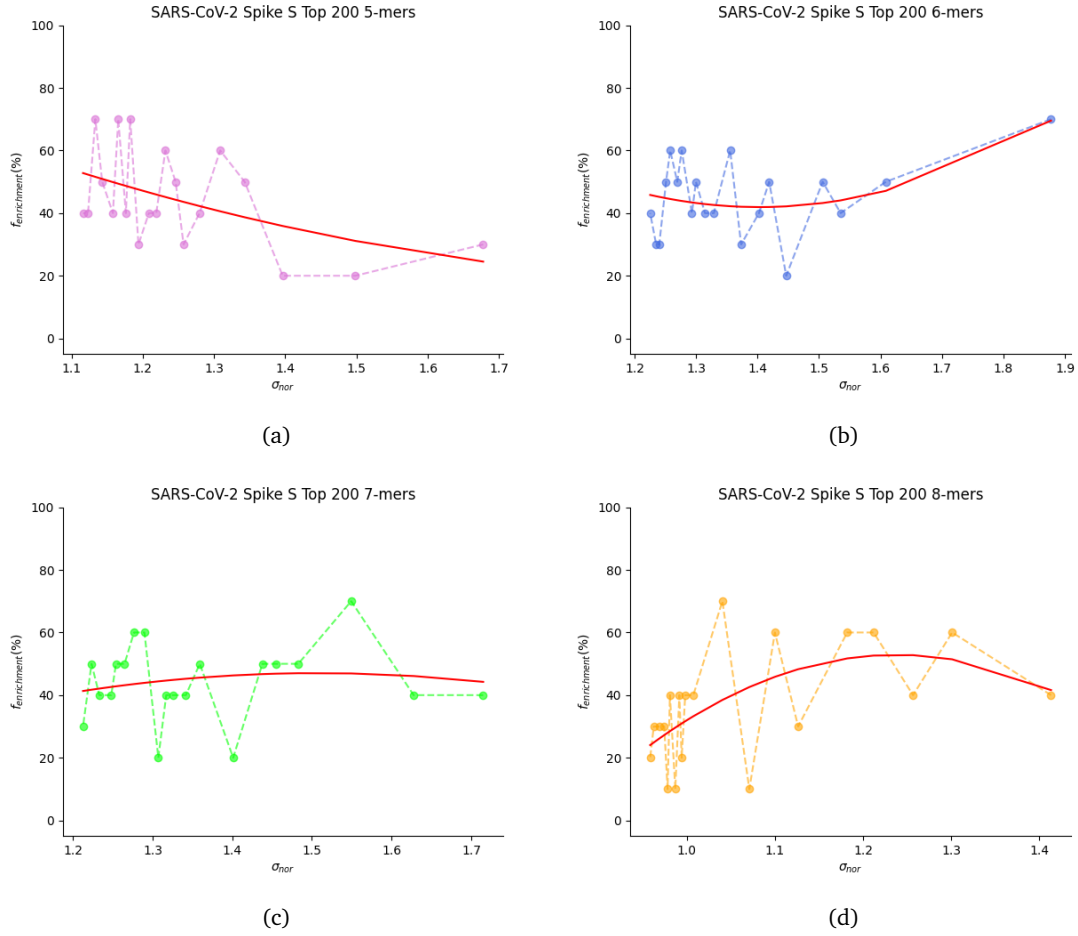 SARS-CoV-2 Spike S Top 200 5-mers
100
80
60
40
20
0
f_enrichment(%)
1.1 1.2 1.3 1.4 1.5 1.6 1.7
σ_nor
(a)
SARS-CoV-2 Spike S Top 200 6-mers
100
80
60
40
20
0
f_enrichment(%)
1.2 1.3 1.4 1.5 1.6 1.7 1.8 1.9
σ_nor
(b)
SARS-CoV-2 Spike S Top 200 7-mers
100
80
60
40
20
0
f_enrichment(%)
1.2 1.3 1.4 1.5 1.6 1.7
σ_nor
(c)
SARS-CoV-2 Spike S Top 200 8-mers
100
80
60
40
20
0
f_enrichment(%)
1.0 1.1 1.2 1.3 1.4
σ_nor
(d)